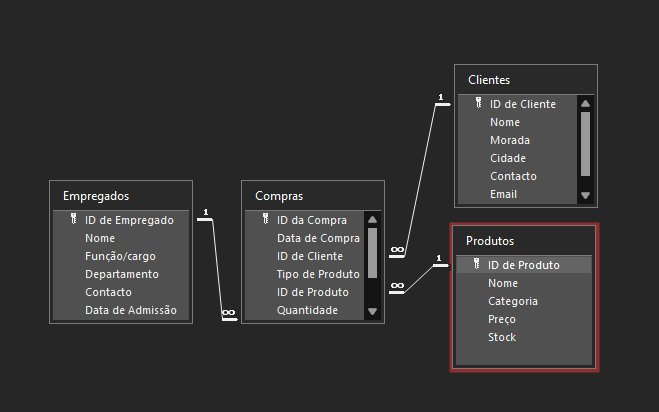 Clientes
ID de Cliente
Nome
Morada
Cidade
Contacto
Email
Empregados
ID de Empregado
Nome
Função/cargo
Departamento
Contacto
Data de Admissão
1
∞
Compras
ID da Compra
Data de Compra
ID de Cliente
Tipo de Produto
ID de Produto
Quantidade
1
∞
1
∞
Produtos
ID de Produto
Nome
Categoria
Preço
Stock